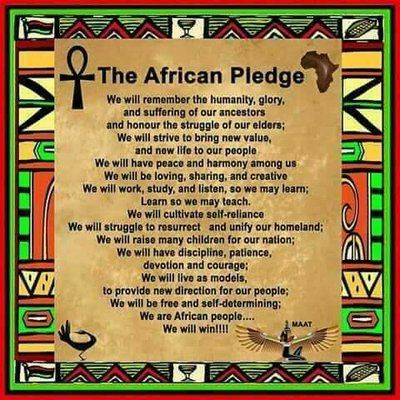 The African Pledge
We will remember the humanity, glory,
and suffering of our ancestors
and honour the struggle of our elders;
We will strive to bring new value,
and new life to our people
We will have peace and harmony among us
We will be loving, sharing, and creative
We will work, study, and listen, so we may learn;
Learn so we may teach.
We will cultivate self-reliance
We will struggle to resurrect and unify our homeland;
We will raise many children for our nation;
We will have discipline, patience,
devotion and courage;
We will live as models,
to provide new direction for our people;
We will be free and self-determining;
We are African people....
We will win!!!!
MAAT